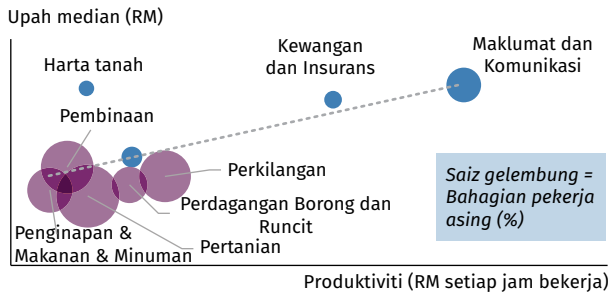 Upah median (RM)
Harta tanah
Kewangan
dan Insurans
Maklumat dan
Komunikasi
Pembinaan
Perkilangan
Perdagangan Borong dan
Runcit
Penginapan &
Makanan & Minuman
Pertanian
Saiz gelembung =
Bahagian pekerja
asing (%)
Produktiviti (RM setiap jam bekerja)